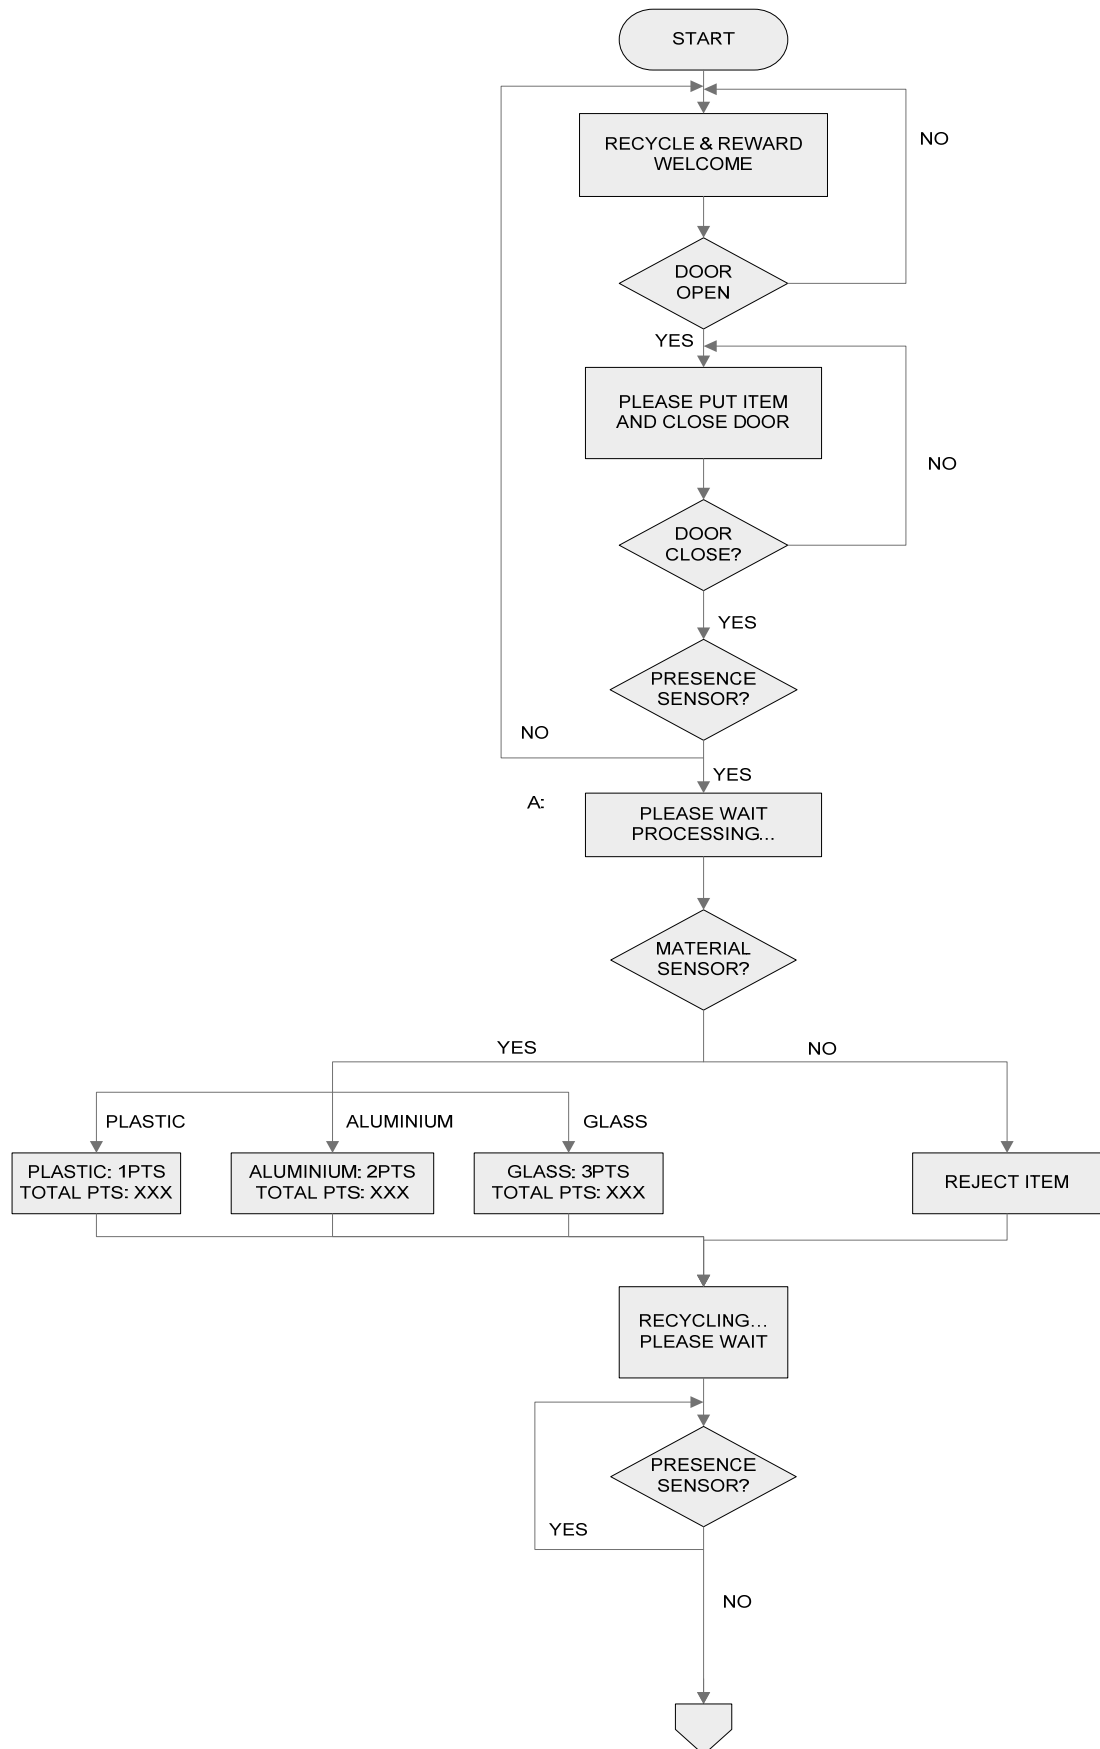 START
NO
RECYCLE & REWARD
WELCOME
DOOR
OPEN
YES
PLEASE PUT ITEM
AND CLOSE DOOR
NO
DOOR
CLOSE?
YES
PRESENCE
SENSOR?
NO
YES
A:
PLEASE WAIT
PROCESSING...
MATERIAL
SENSOR?
YES
NO
PLASTIC
ALUMINIUM
GLASS
PLASTIC: 1PTS
TOTAL PTS: XXX
ALUMINIUM: 2PTS
TOTAL PTS: XXX
GLASS: 3PTS
TOTAL PTS: XXX
REJECT ITEM
RECYCLING...
PLEASE WAIT
PRESENCE
SENSOR?
YES
NO